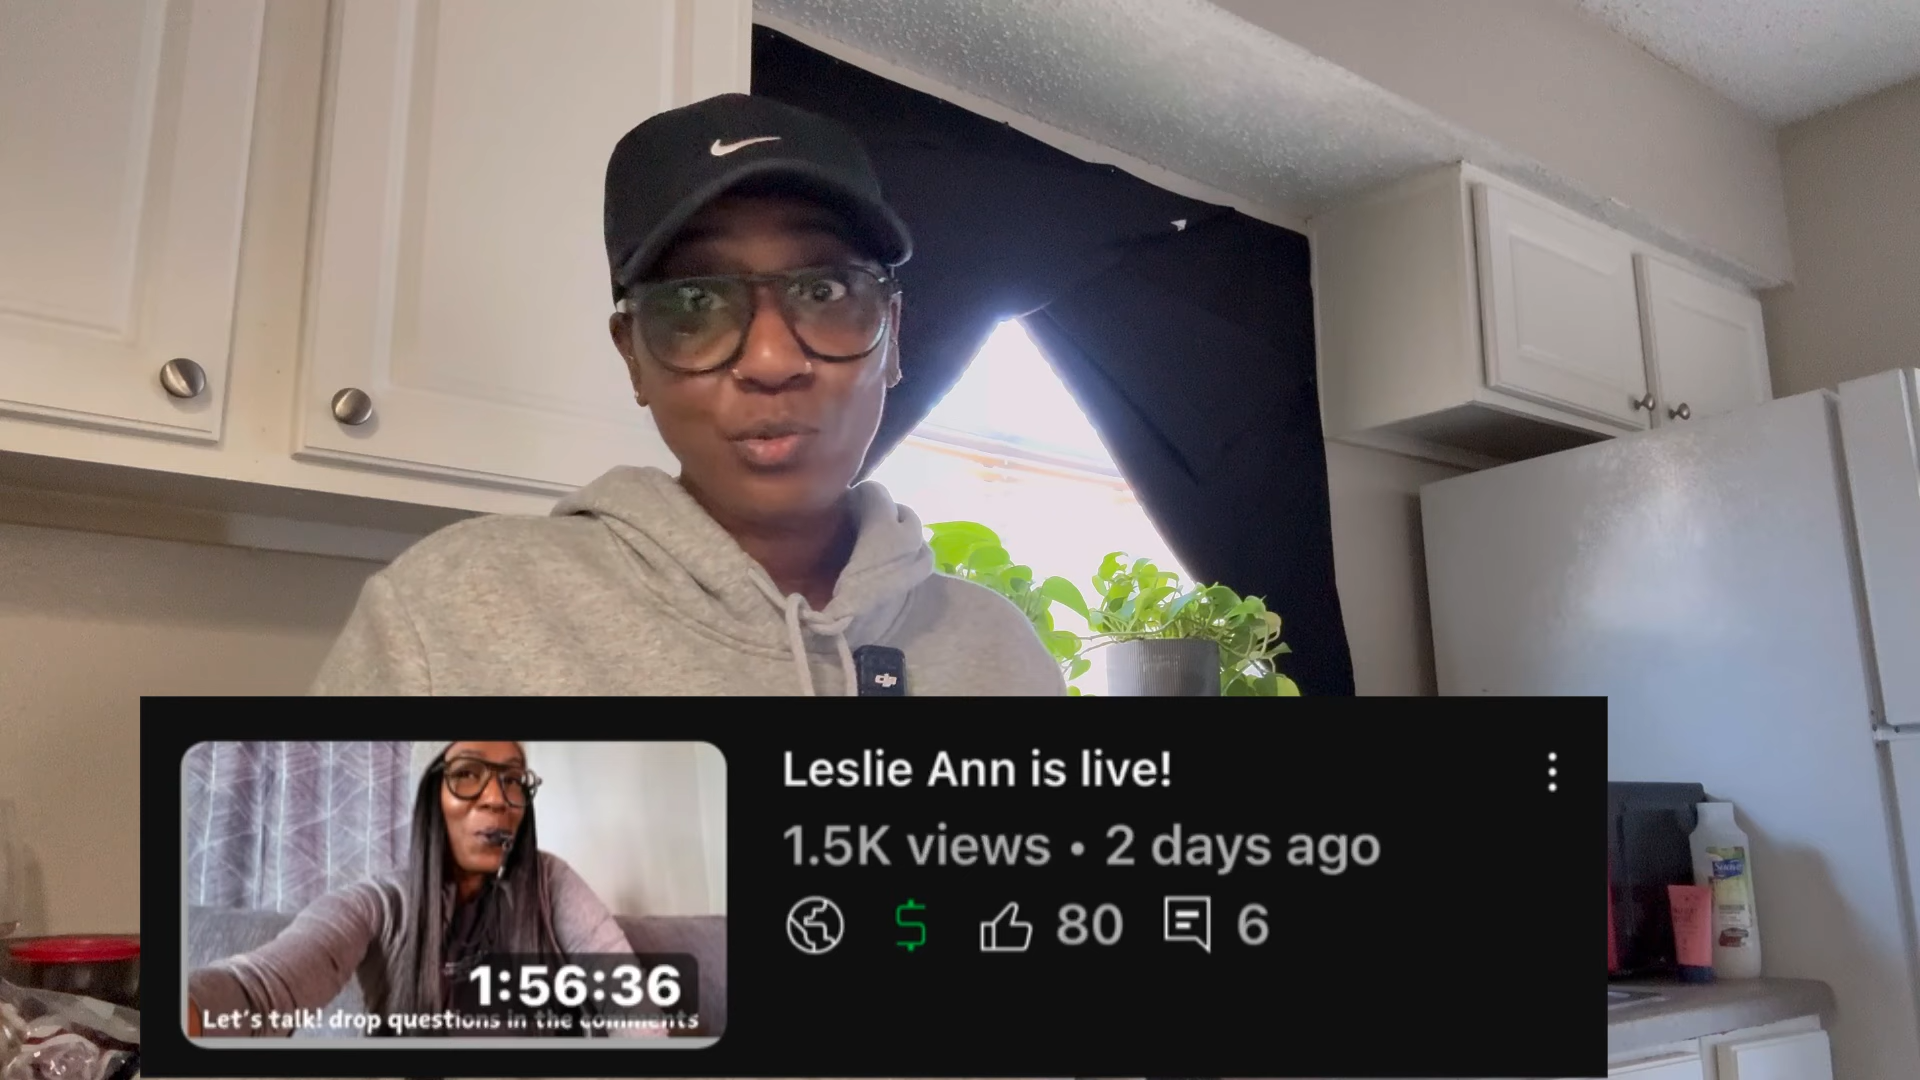 dji
Leslie Ann is live!
1.5K views • 2 days ago
80 6
1:56:36
Let's talk! drop questions in the comments